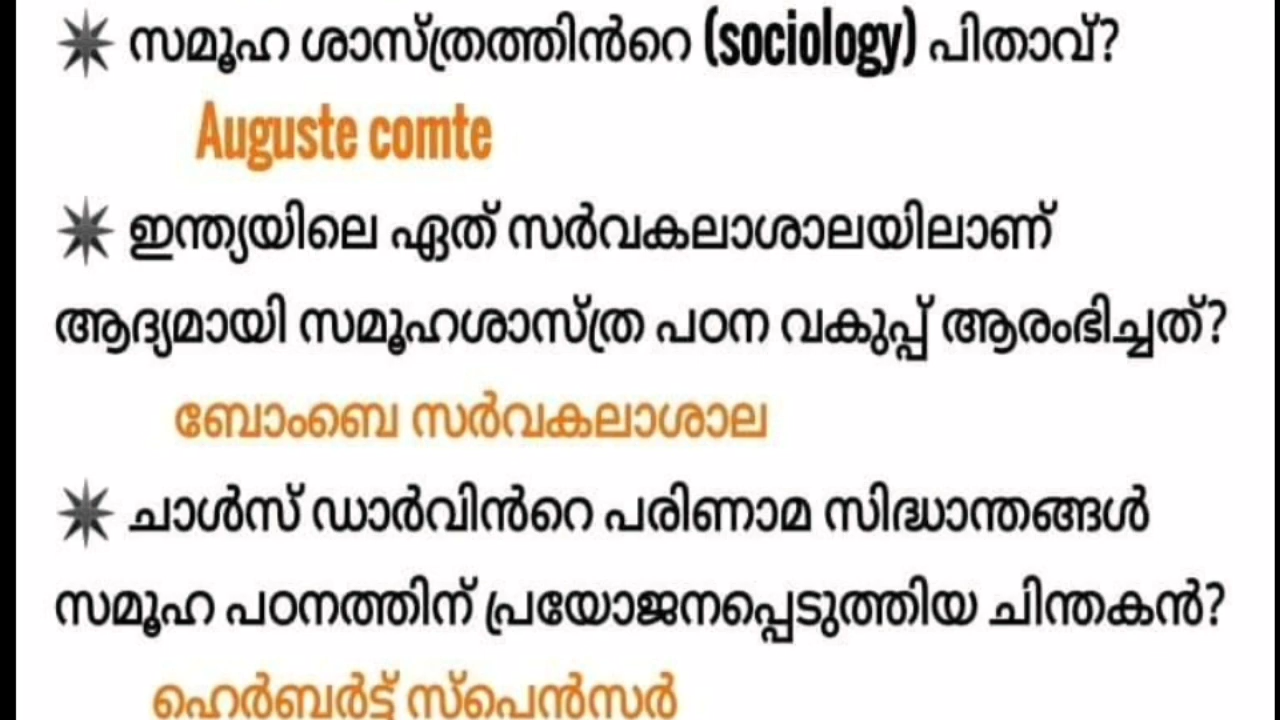 ✷ സമൂഹ ശാസ്ത്രത്തിൻറെ (sociology) പിതാവ്?
Auguste comte
✷ ഇന്ത്യയിലെ ഏത് സർവകലാശാലയിലാണ്
ആദ്യമായി സമൂഹശാസ്ത്ര പഠന വകുപ്പ് ആരംഭിച്ചത്?
ബോംബെ സർവകലാശാല
✷ ചാൾസ് ഡാർവിൻറെ പരിണാമ സിദ്ധാന്തങ്ങൾ
സമൂഹ പഠനത്തിന് പ്രയോജനപ്പെടുത്തിയ ചിന്തകൻ?
ഹെർബർട്ട് സ്പെൻസർ